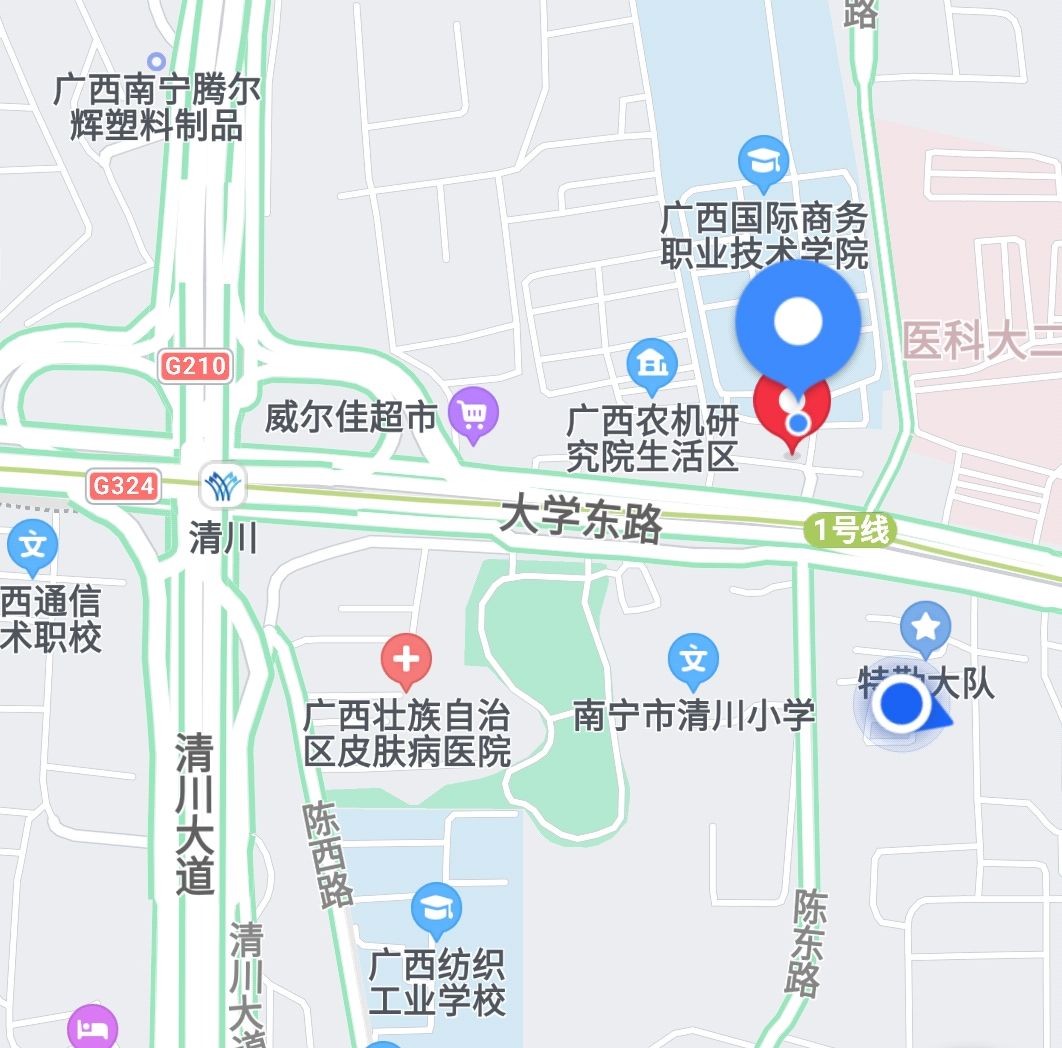 路
广西南宁腾尔
辉塑料制品
广西国际商务
职业技术学院
医科大二
G210
威尔佳超市
广西农机研
究院生活区
G324
清川
大学东路
1号线
西通信
术职校
特勤大队
广西壮族自治
区皮肤病医院
南宁市清川小学
清川大道
陈西路
陈东路
清川大道
广西纺织
工业学校